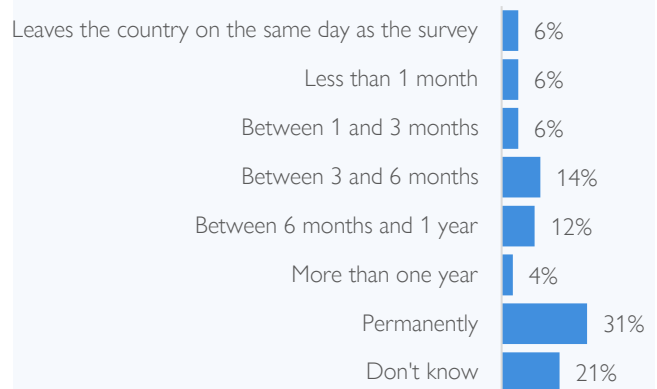 Leaves the country on the same day as the survey 6%
Less than 1 month 6%
Between 1 and 3 months 6%
Between 3 and 6 months 14%
Between 6 months and 1 year 12%
More than one year 4%
Permanently 31%
Don't know 21%